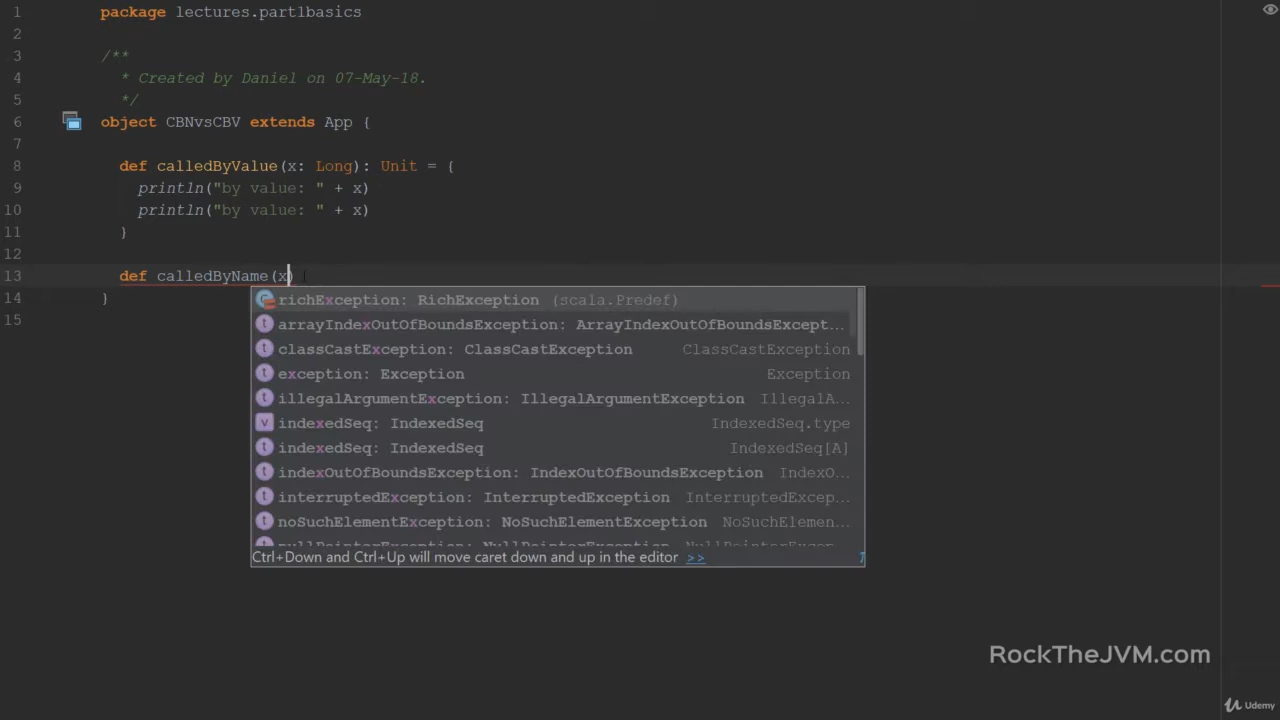 1 package lectures.part1basics
2
3 /**
4 * Created by Daniel on 07-May-18.
5 */
6 object CBNvsCBV extends App {
7
8 def calledByValue(x: Long): Unit = {
9 println("by value: " + x)
10 println("by value: " + x)
11 }
12
13 def calledByName(x)
14 }
15
richException: RichException (scala.Predef)
arrayIndexOutOfBoundsException: ArrayIndexOutOfBoundsExcept...
classCastException: ClassCastException ClassCastException
exception: Exception Exception
illegalArgumentException: IllegalArgumentException IllegalA...
indexedSeq: IndexedSeq IndexedSeq.type
indexedSeq: IndexedSeq IndexedSeq[A]
indexOutOfBoundsException: IndexOutOfBoundsException IndexO...
interruptedException: InterruptedException InterruptedExcep...
noSuchElementException: NoSuchElementException NoSuchElemen...
nullPointerException: NullPointerException NullPointerExcep...
Ctrl+Down and Ctrl+Up will move caret down and up in the editor >>
RockTheJVM.com
Udemy